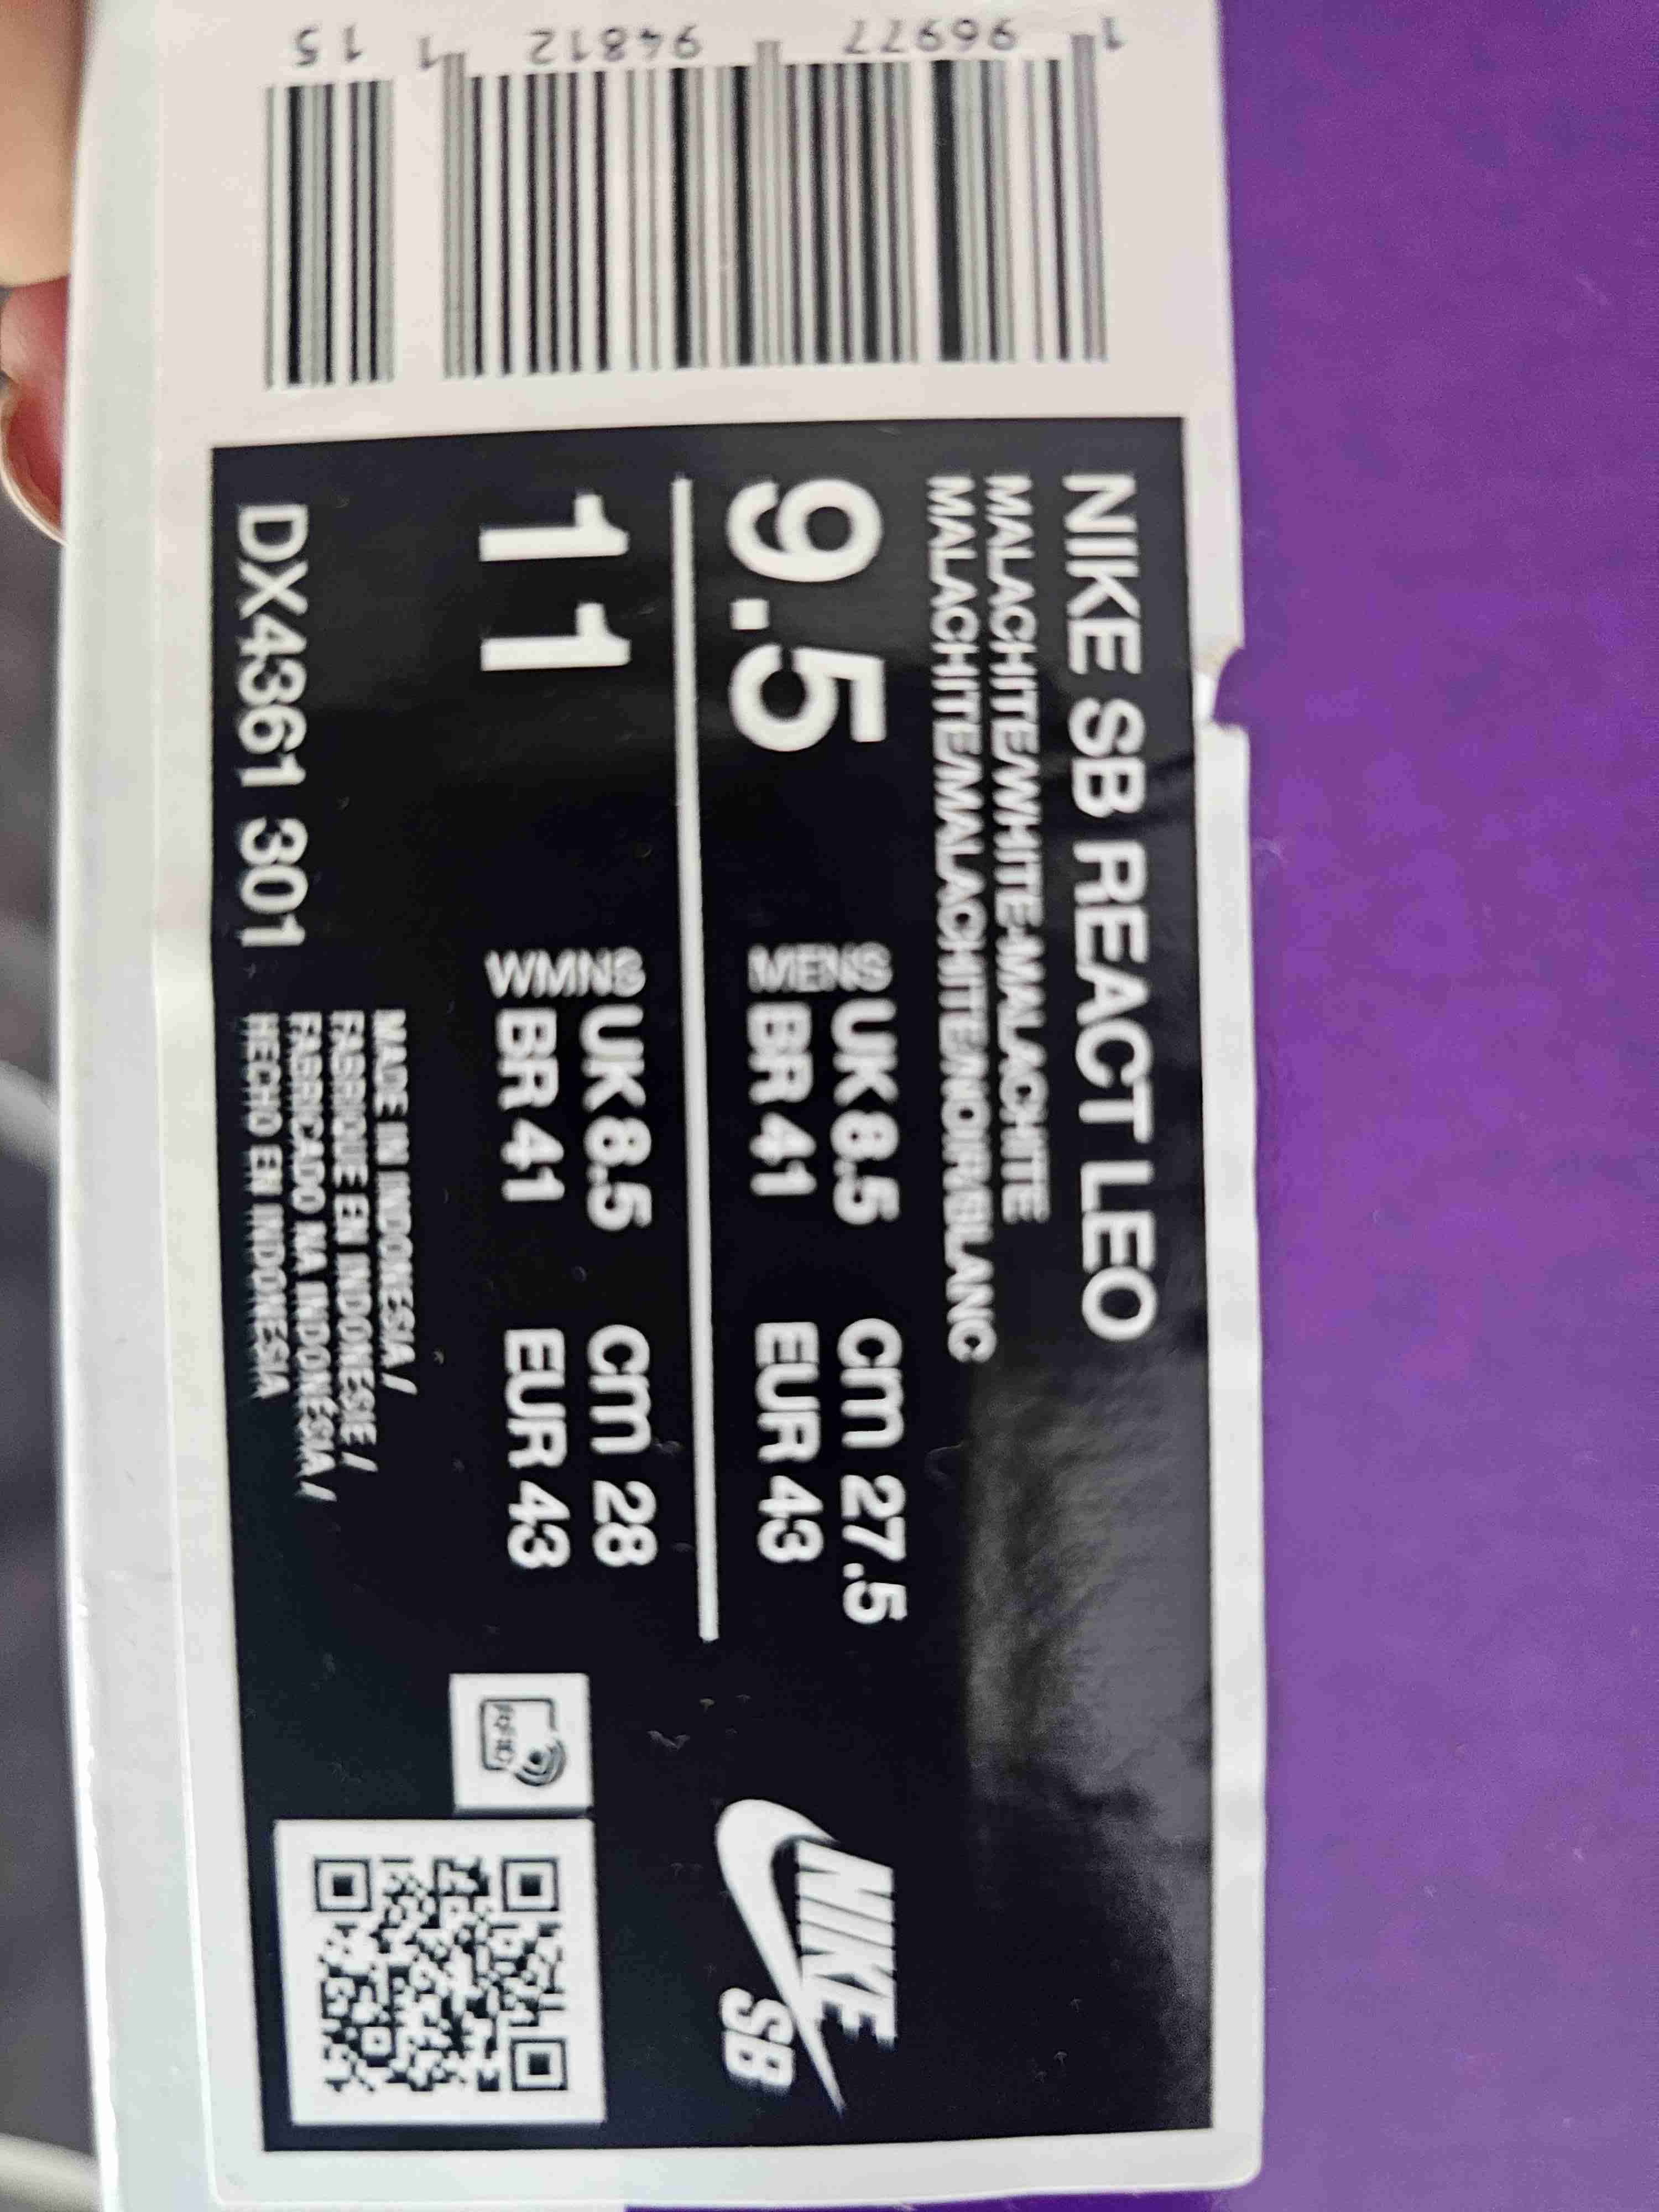 NIKE SB REACT LEO
MALACHITE/WHITE-MALACHITE
MALACHITE/MALACHITE/NOIR/BLANC
9.5 MENS UK 8.5 Cm 27.5
BR 41 EUR 43
11 WMNS UK 8.5 Cm 28
BR 41 EUR 43
NIKE
SB
RFID
DX4361 301
MADE IN INDONESIA /
FABRIQUE EN INDONESIE /
FABRICADO NA INDONÉSIA /
HECHO EN INDONESIA
1 96977 94812 1 15